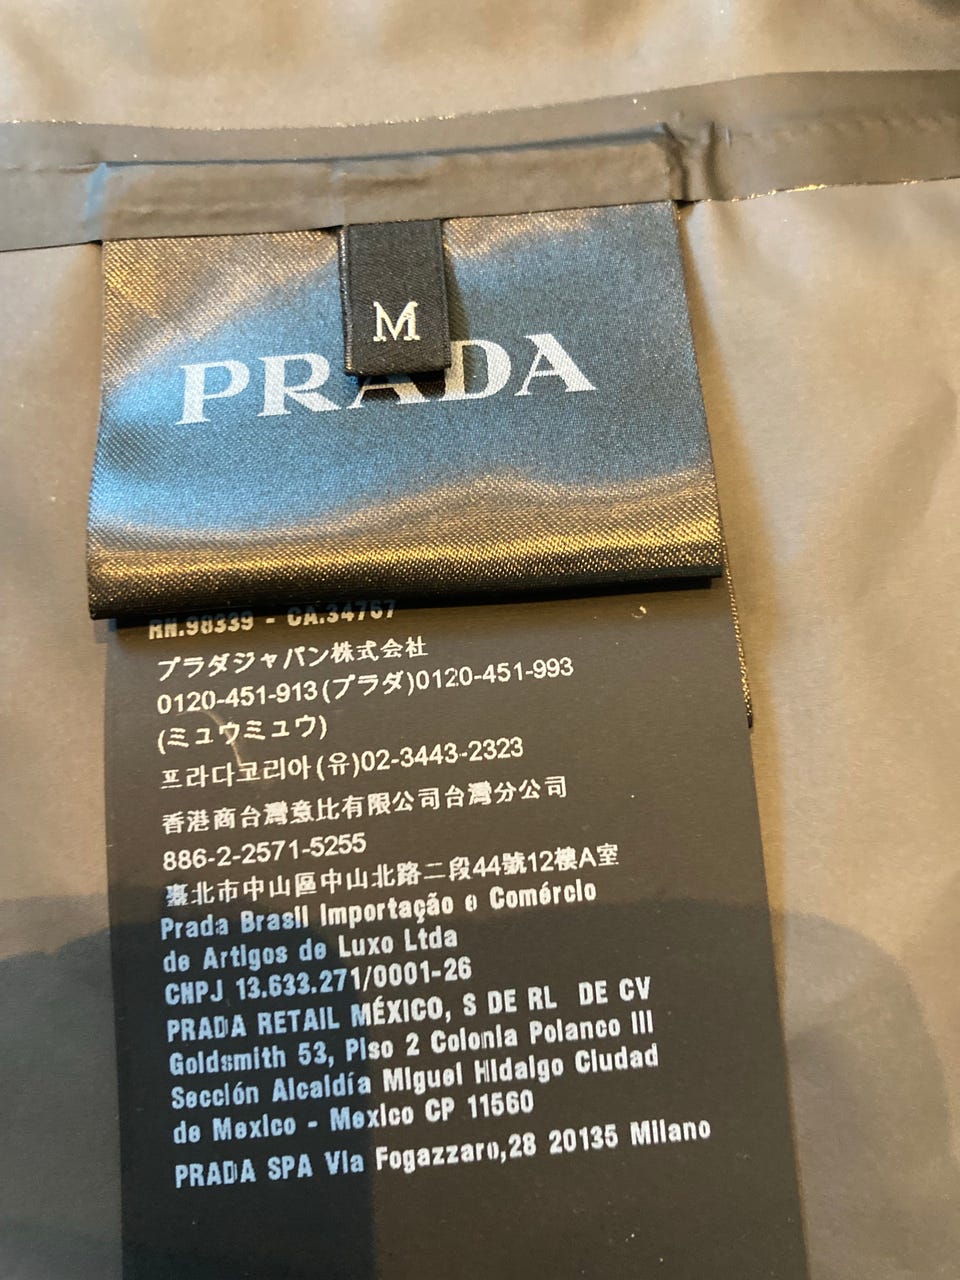 M
PRADA
RN.98339 - CA.34767
プラダジャパン株式会社
0120-451-913(プラダ)0120-451-993
(ミュウミュウ)
프라다코리아(유)02-3443-2323
香港商台灣意比有限公司台灣分公司
886-2-2571-5255
臺北市中山區中山北路二段44號12樓A室
Prada Brasil Importação e Comércio
de Artigos de Luxo Ltda
CNPJ 13.633.271/0001-26
PRADA RETAIL MÉXICO, S DE RL DE CV
Goldsmith 53, Piso 2 Colonia Polanco III
Sección Alcaldía Miguel Hidalgo Ciudad
de Mexico - Mexico CP 11560
PRADA SPA Via Fogazzaro,28 20135 Milano